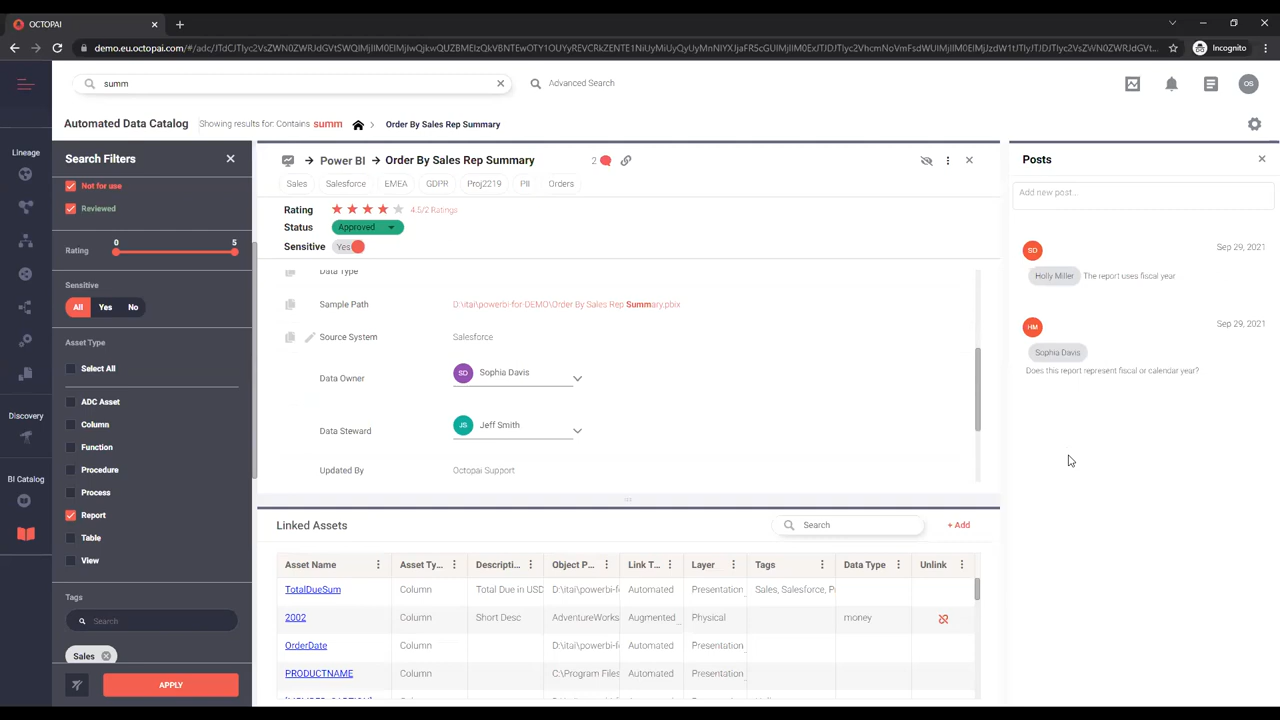 OCTOPAI
Incognito
summ
Advanced Search
OS
Automated Data Catalog
Showing results for: Contains summ
Order By Sales Rep Summary
Lineage
Discovery
BI Catalog
Search Filters
Not for use
Reviewed
Rating
0 5
Sensitive
All Yes No
Asset Type
Select All
ADC Asset
Column
Function
Procedure
Process
Report
Table
View
Tags
Search
Sales
APPLY
Power BI Order By Sales Rep Summary
2
Sales Salesforce EMEA GDPR Proj2219 PII Orders
Rating 4.5/2 Ratings
Status Approved
Sensitive Yes
Data Type
Sample Path D:\itai\powerbi-for-DEMO\Order By Sales Rep Summary.pbix
Source System Salesforce
Data Owner SD Sophia Davis
Data Steward JS Jeff Smith
Updated By Octopai Support
Linked Assets Search + Add
Asset Name Asset Ty... Descripti... Object P... Link T... Layer Tags Data Type Unlink
TotalDueSum Column Total Due in USD D:\itai\powerbi-fo Automated Presentation Sales, Salesforce, P
2002 Column Short Desc AdventureWorks Augmented Physical money
OrderDate Column D:\itai\powerbi-fo Automated Presentation
PRODUCTNAME Column C:\Program Files Automated Presentation
Posts
Add new post...
SD Sep 29, 2021
Holly Miller The report uses fiscal year
HM Sep 29, 2021
Sophia Davis
Does this report represent fiscal or calendar year?